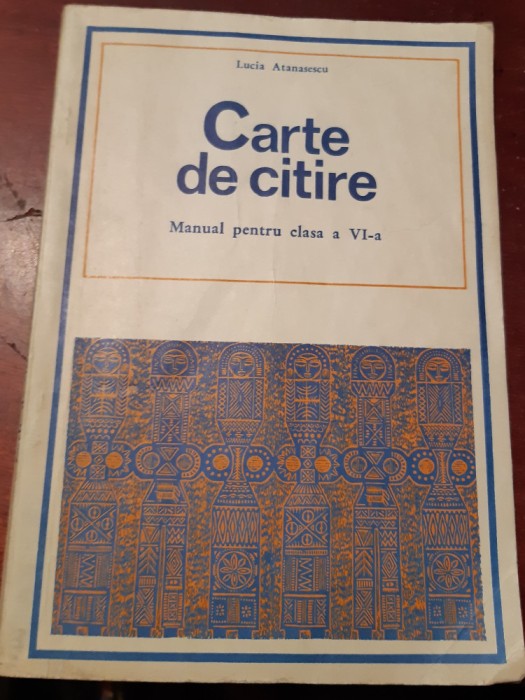 Lucia Atanasescu
Carte
de citire
Manual pentru clasa a VI-a